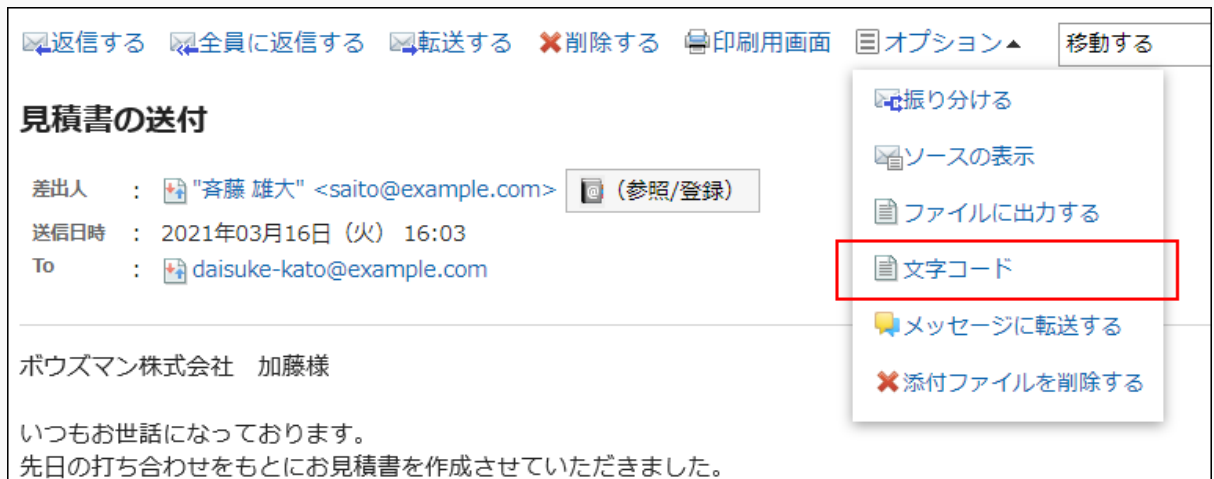 返信する 全員に返信する 転送する 削除する 印刷用画面 オプション▲ 移動する
振り分ける
ソースの表示
ファイルに出力する
文字コード
メッセージに転送する
添付ファイルを削除する
見積書の送付
差出人 : "斉藤 雄大" <saito@example.com> (参照/登録)
送信日時 : 2021年03月16日(火) 16:03
To : daisuke-kato@example.com
ボウズマン株式会社 加藤様
いつもお世話になっております。
先日の打ち合わせをもとにお見積書を作成させていただきました。